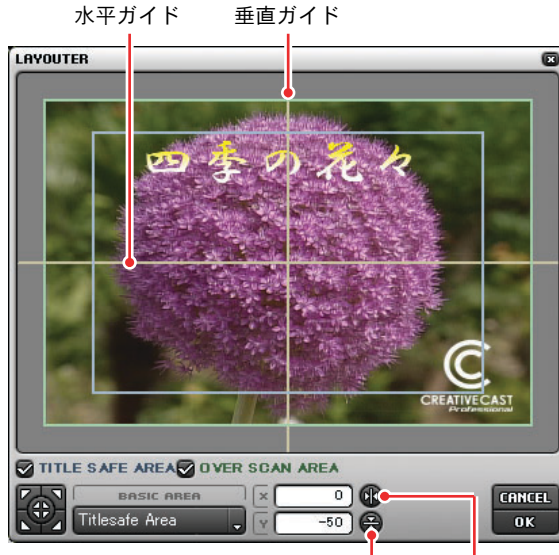 水平ガイド 垂直ガイド
LAYOUTER
四季の花々
CREATIVECAST
Professional
TITLE SAFE AREA OVER SCAN AREA
BASIC AREA X 0 CANCEL
Titlesafe Area Y -50 OK